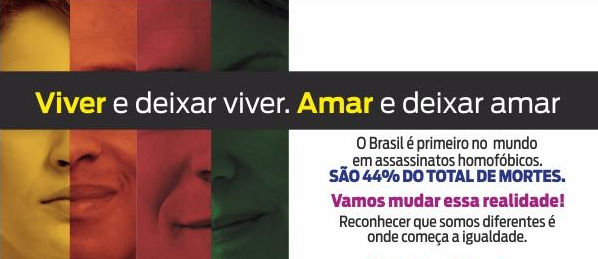 Viver e deixar viver. Amar e deixar amar
O Brasil é primeiro no mundo
em assassinatos homofóbicos.
SÃO 44% DO TOTAL DE MORTES.
Vamos mudar essa realidade!
Reconhecer que somos diferentes é
onde começa a igualdade.